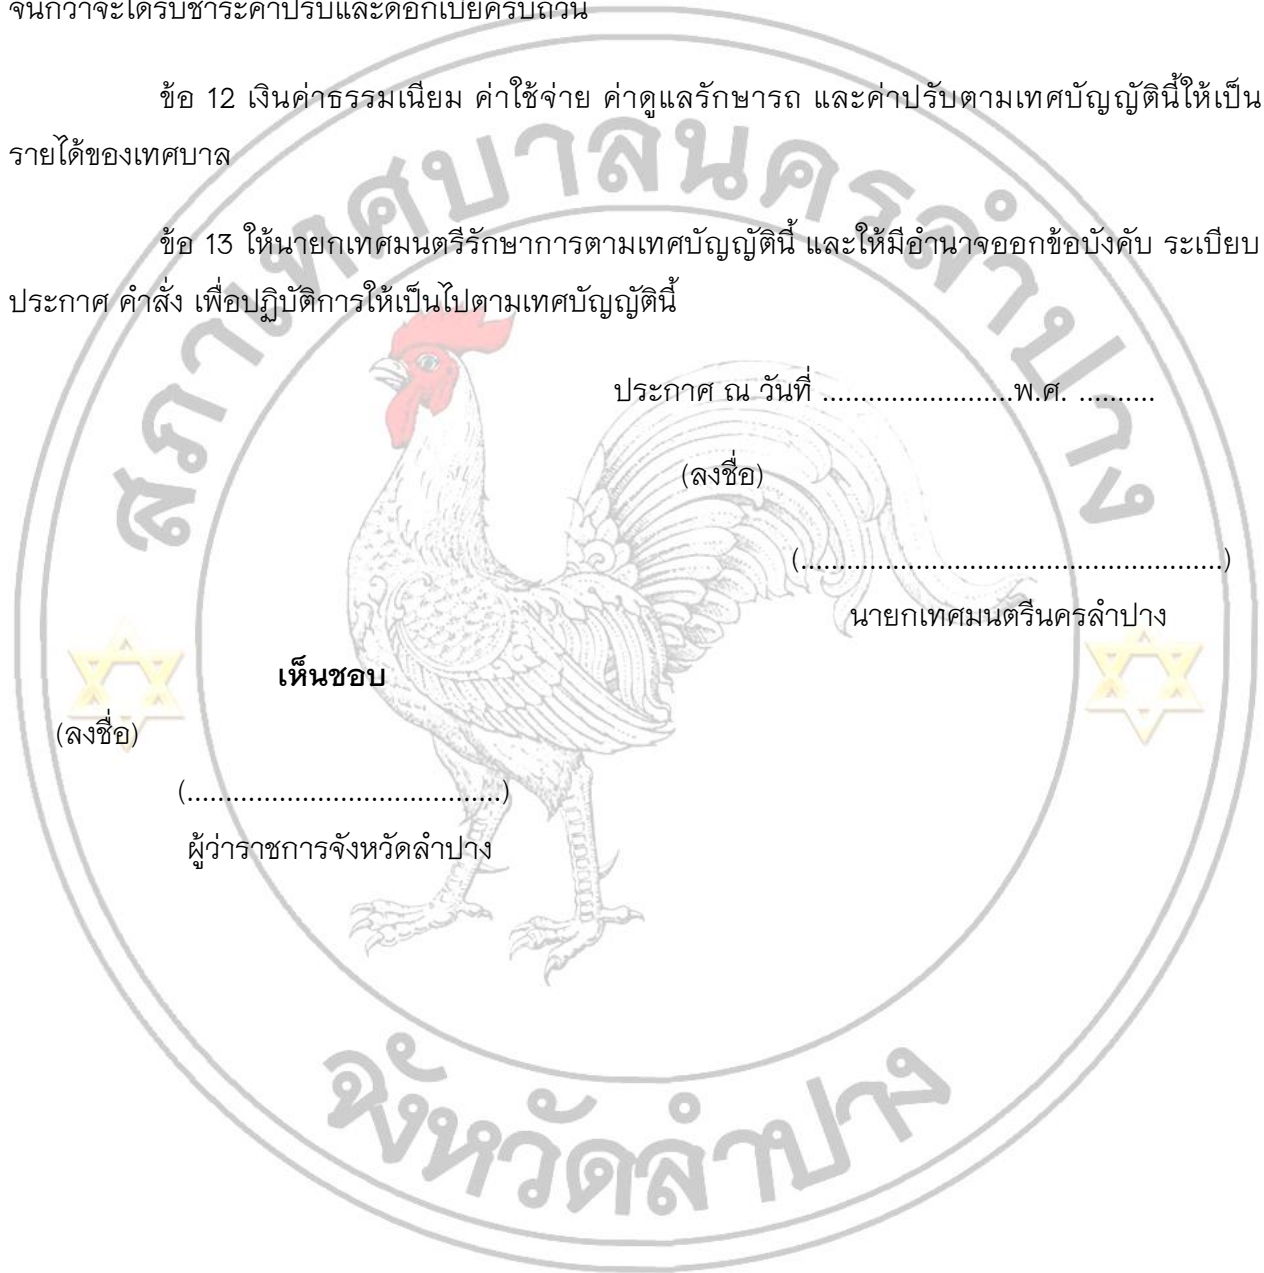 จนกว่าจะได้รับชำระค่าปรับและดอกเบี้ยครบถ้วน
ข้อ 12 เงินค่าธรรมเนียม ค่าใช้จ่าย ค่าดูแลรักษารถ และค่าปรับตามเทศบัญญัตินี้ให้เป็น
รายได้ของเทศบาล
ข้อ 13 ให้นายกเทศมนตรีรักษาการตามเทศบัญญัตินี้ และให้มีอำนาจออกข้อบังคับ ระเบียบ
ประกาศ คำสั่ง เพื่อปฏิบัติการให้เป็นไปตามเทศบัญญัตินี้
ประกาศ ณ วันที่ .........................พ.ศ. ..........
(ลงชื่อ)
(.......................................................)
นายกเทศมนตรีนครลำปาง
เห็นชอบ
(ลงชื่อ)
(.........................................)
ผู้ว่าราชการจังหวัดลำปาง
สภาเทศบาลนครลำปาง
จังหวัดลำปาง